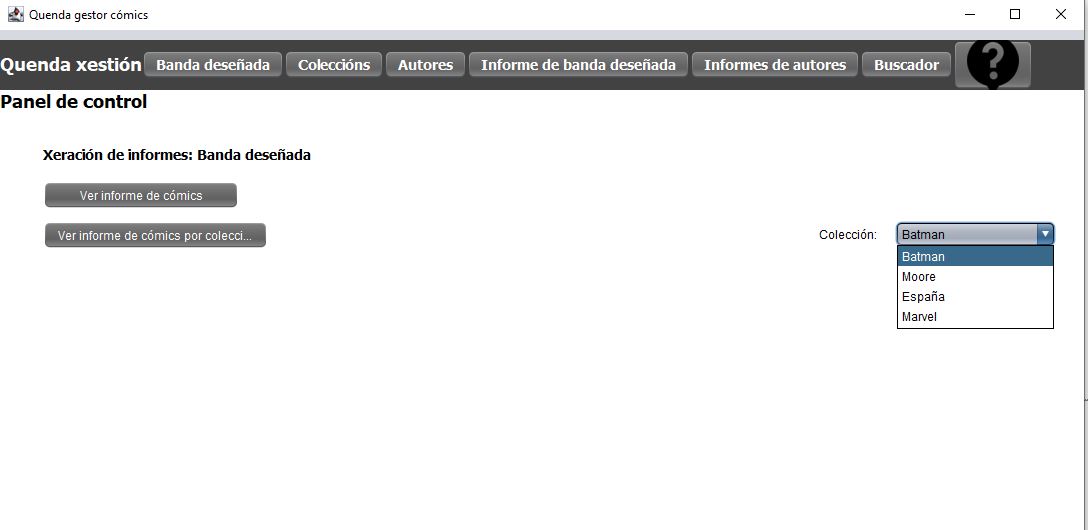 Quenda gestor cómics
Quenda xestión Banda deseñada Coleccións Autores Informe de banda deseñada Informes de autores Buscador ?
Panel de control
Xeración de informes: Banda deseñada
Ver informe de cómics
Ver informe de cómics por colecci... Colección: Batman
Batman
Moore
España
Marvel